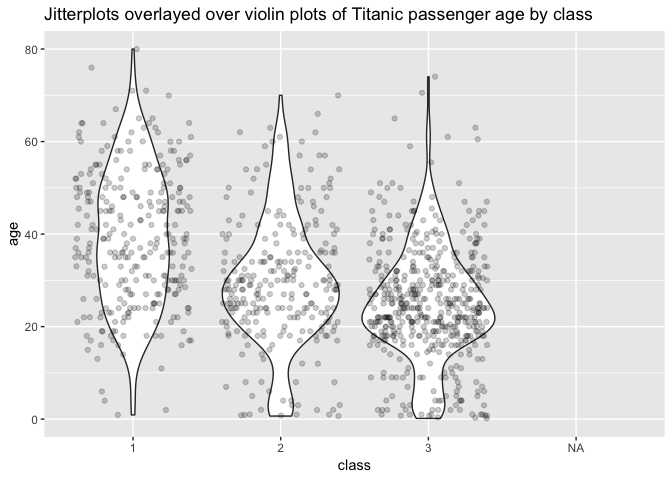 Jitterplots overlayed over violin plots of Titanic passenger age by class
80
60
40
20
0
age
1 2 3 NA
class